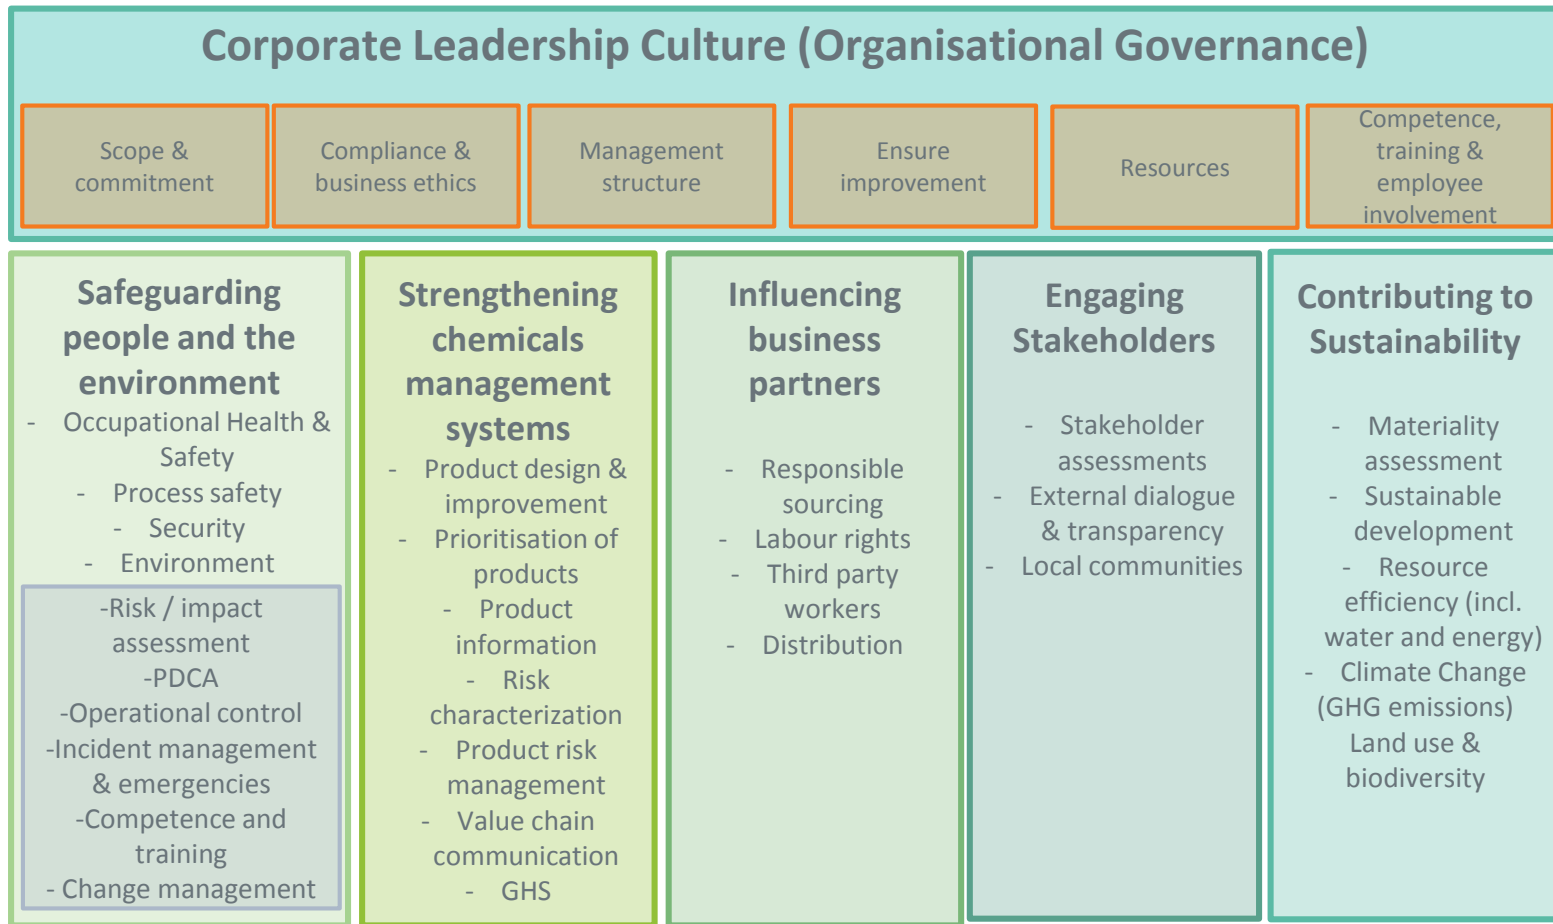 Corporate Leadership Culture (Organisational Governance)
Scope &
commitment
Compliance &
business ethics
Management
structure
Ensure
improvement
Resources
Competence,
training &
employee
involvement
Safeguarding
people and the
environment
- Occupational Health &
Safety
- Process safety
- Security
- Environment
-Risk / impact
assessment
-PDCA
-Operational control
-Incident management
& emergencies
-Competence and
training
- Change management
Strengthening
chemicals
management
systems
- Product design &
improvement
- Prioritisation of
products
- Product
information
- Risk
characterization
- Product risk
management
- Value chain
communication
- GHS
Influencing
business
partners
- Responsible
sourcing
- Labour rights
- Third party
workers
- Distribution
Engaging
Stakeholders
- Stakeholder
assessments
- External dialogue
& transparency
- Local communities
Contributing to
Sustainability
- Materiality
assessment
- Sustainable
development
- Resource
efficiency (incl.
water and energy)
- Climate Change
(GHG emissions)
Land use &
biodiversity